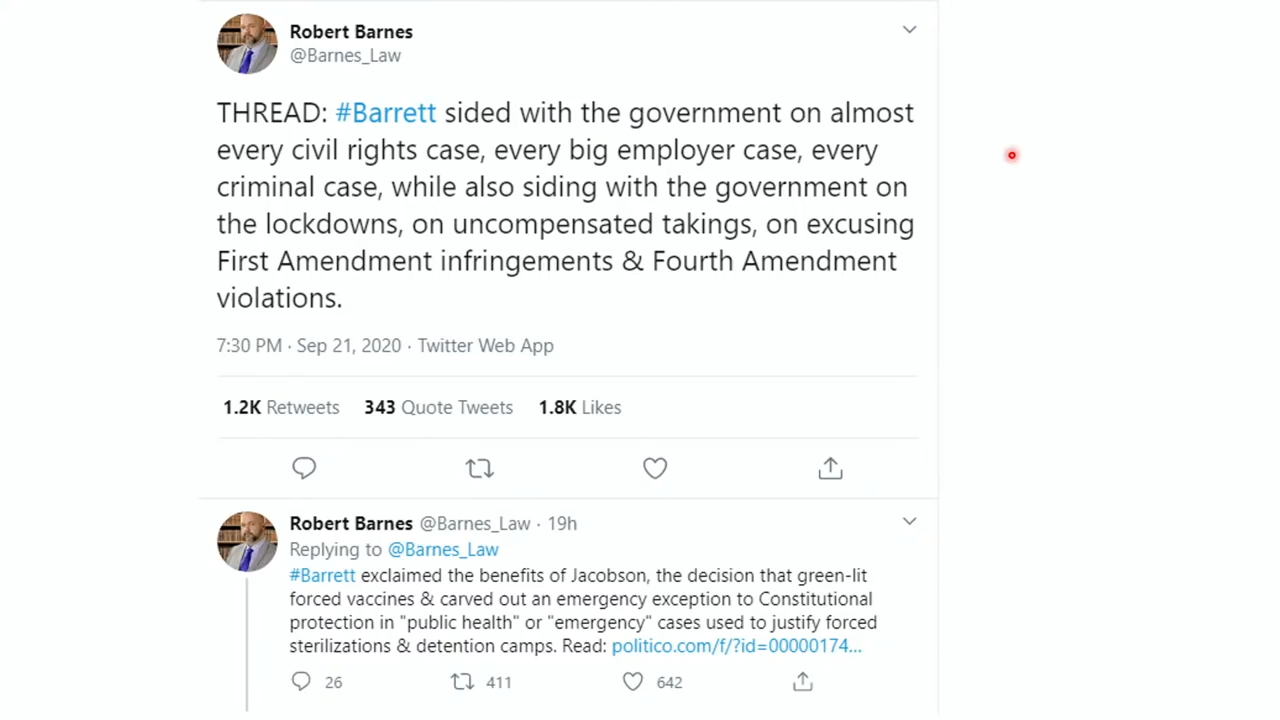 Robert Barnes
@Barnes_Law
THREAD: #Barrett sided with the government on almost
every civil rights case, every big employer case, every
criminal case, while also siding with the government on
the lockdowns, on uncompensated takings, on excusing
First Amendment infringements & Fourth Amendment
violations.
7:30 PM · Sep 21, 2020 · Twitter Web App
1.2K Retweets 343 Quote Tweets 1.8K Likes
Robert Barnes @Barnes_Law · 19h
Replying to @Barnes_Law
#Barrett exclaimed the benefits of Jacobson, the decision that green-lit
forced vaccines & carved out an emergency exception to Constitutional
protection in "public health" or "emergency" cases used to justify forced
sterilizations & detention camps. Read: politico.com/f/?id=00000174...
26 411 642